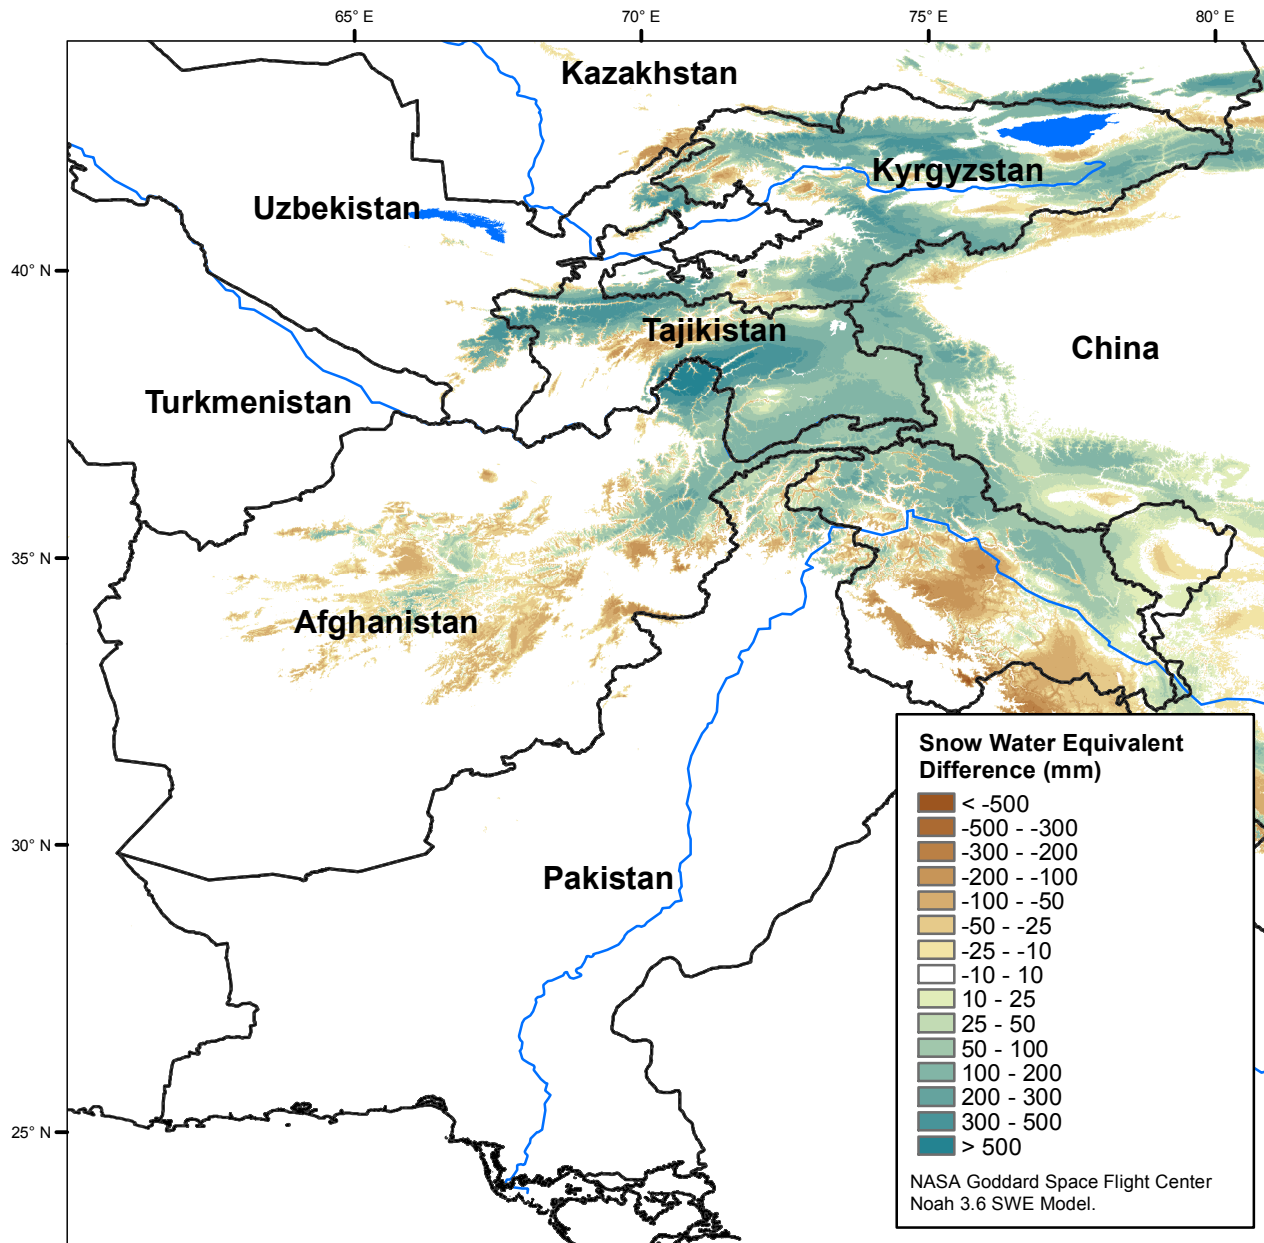 65° E
70° E
75° E
80° E
Kazakhstan
Kyrgyzstan
Uzbekistan
40° N
Tajikistan
China
Turkmenistan
35° N
Afghanistan
30° N
Pakistan
25° N
Snow Water Equivalent
Difference (mm)
< -500
-500 - -300
-300 - -200
-200 - -100
-100 - -50
-50 - -25
-25 - -10
-10 - 10
10 - 25
25 - 50
50 - 100
100 - 200
200 - 300
300 - 500
> 500
NASA Goddard Space Flight Center
Noah 3.6 SWE Model.